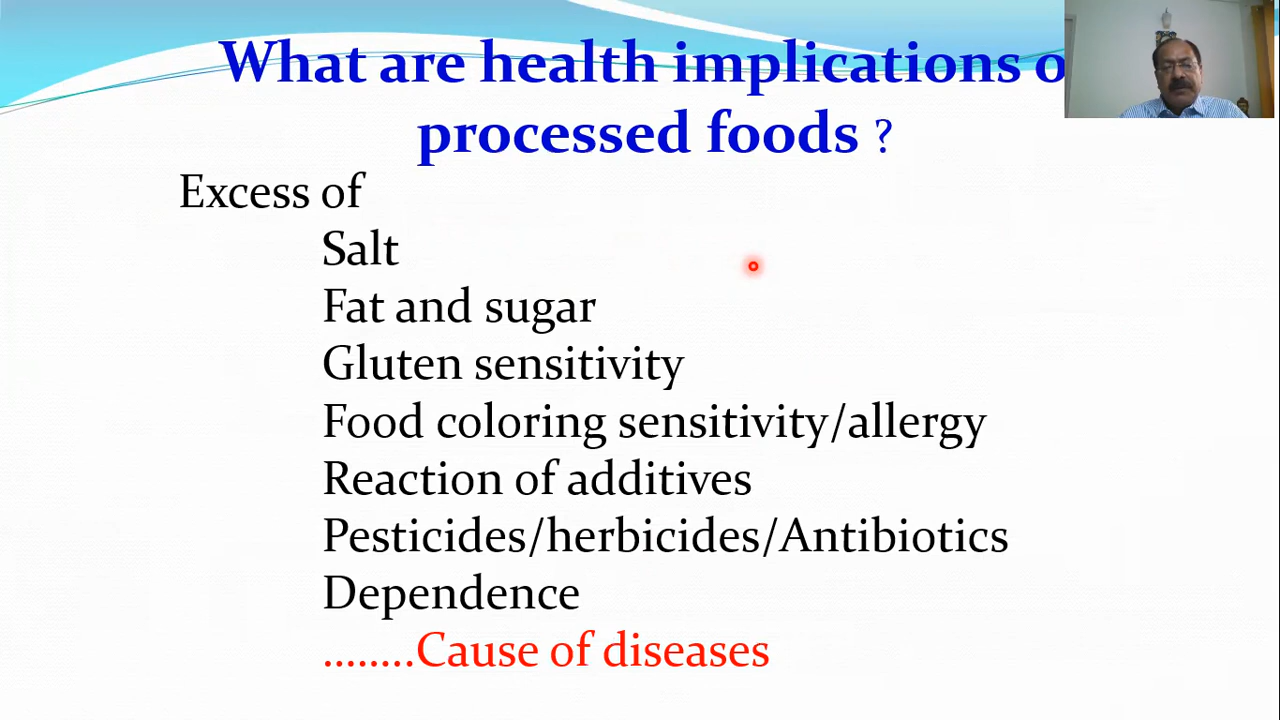 What are health implications o
processed foods ?
Excess of
Salt
Fat and sugar
Gluten sensitivity
Food coloring sensitivity/allergy
Reaction of additives
Pesticides/herbicides/Antibiotics
Dependence
........Cause of diseases